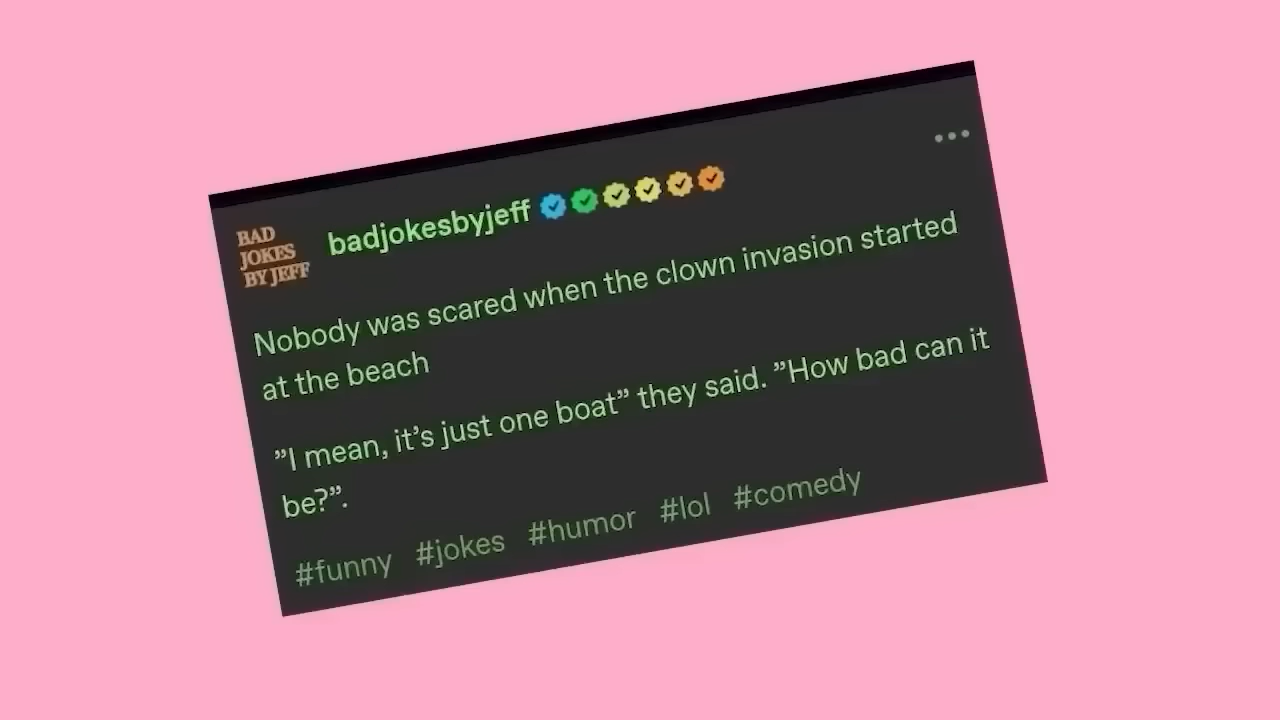 BAD
JOKES
BY JEFF
badjokesbyjeff
Nobody was scared when the clown invasion started
at the beach
”I mean, it’s just one boat” they said. ”How bad can it
be?”.
#funny #jokes #humor #lol #comedy